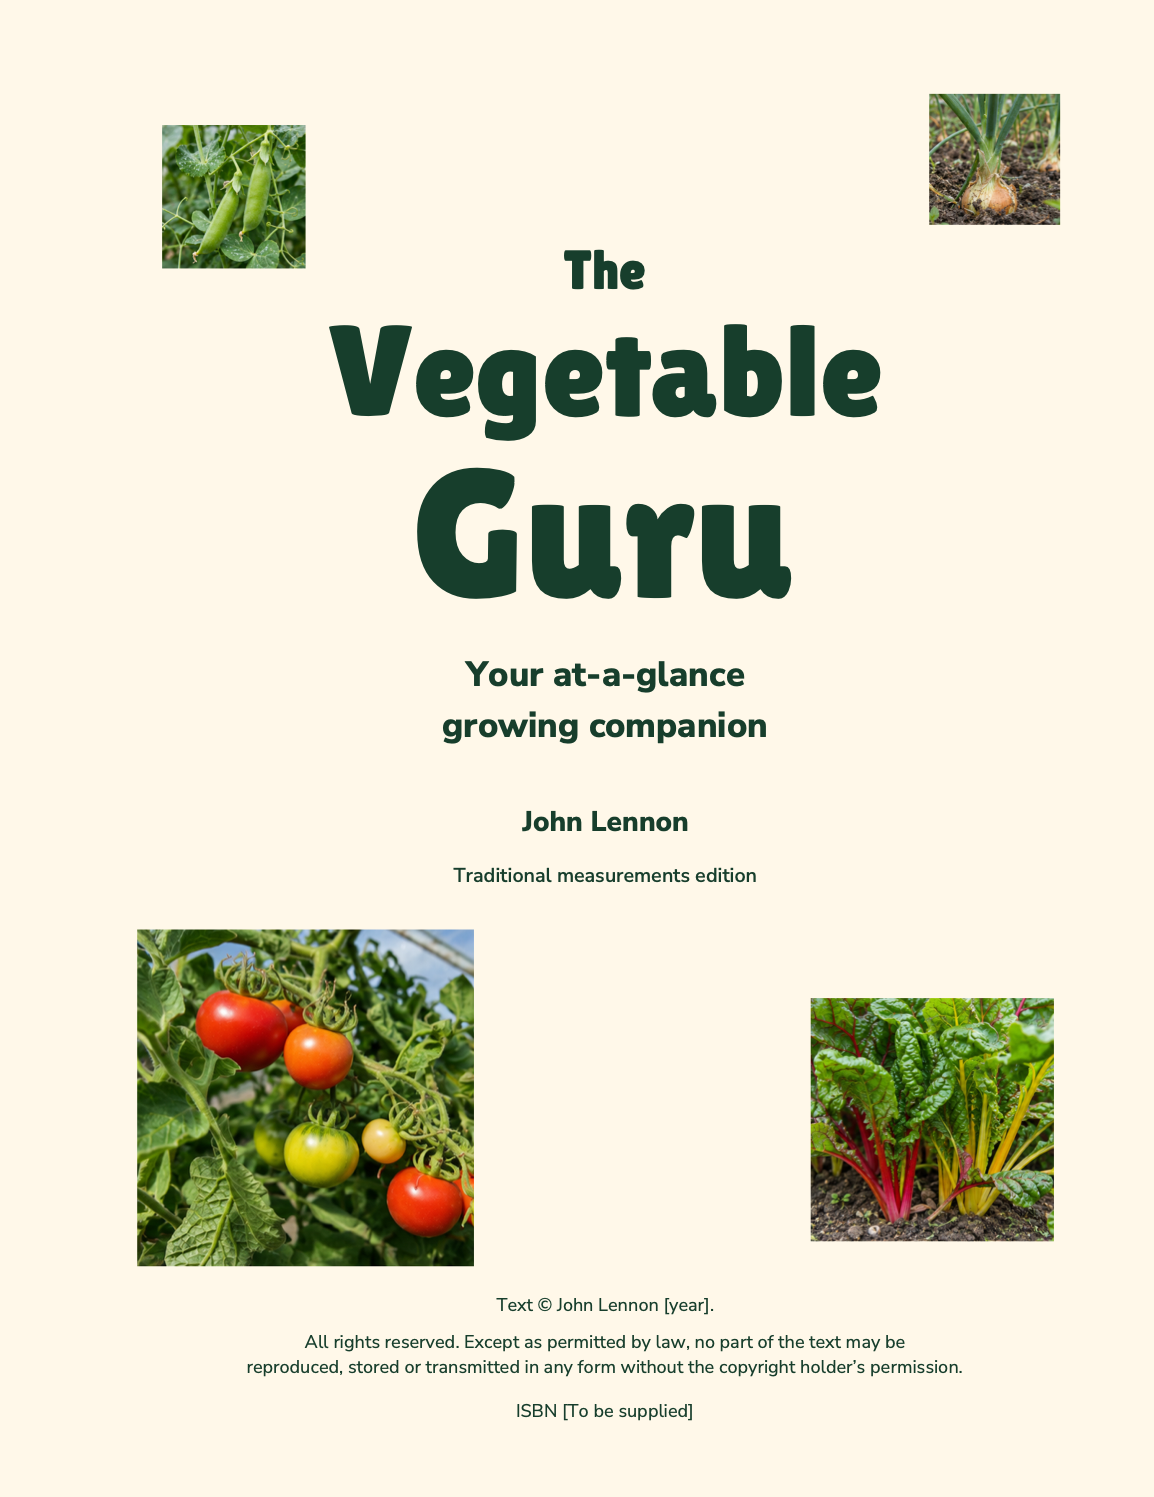 The
Vegetable
Guru
Your at-a-glance
growing companion
John Lennon
Traditional measurements edition
Text © John Lennon [year].
All rights reserved. Except as permitted by law, no part of the text may be
reproduced, stored or transmitted in any form without the copyright holder’s permission.
ISBN [To be supplied]